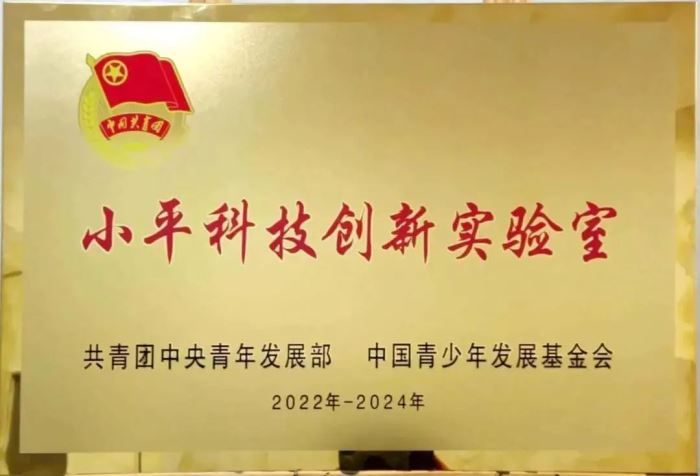 中国共青团
小平科技创新实验室
共青团中央青年发展部 中国青少年发展基金会
2022年-2024年